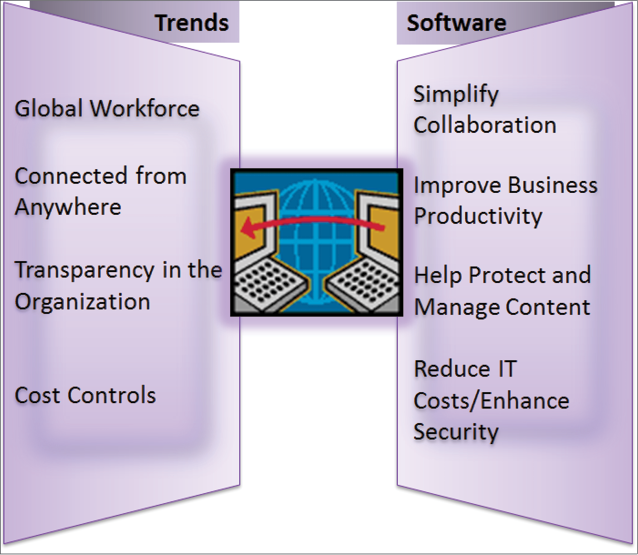 Trends
Global Workforce
Connected from
Anywhere
Transparency in the
Organization
Cost Controls
Software
Simplify
Collaboration
Improve Business
Productivity
Help Protect and
Manage Content
Reduce IT
Costs/Enhance
Security